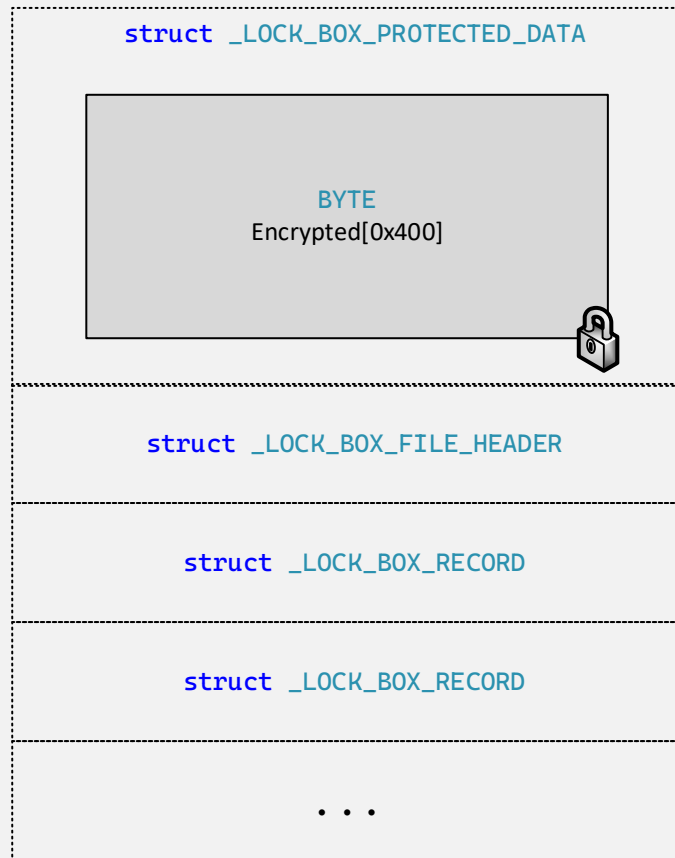 struct _LOCK_BOX_PROTECTED_DATA
BYTE
Encrypted[0x400]
struct _LOCK_BOX_FILE_HEADER
struct _LOCK_BOX_RECORD
struct _LOCK_BOX_RECORD
...